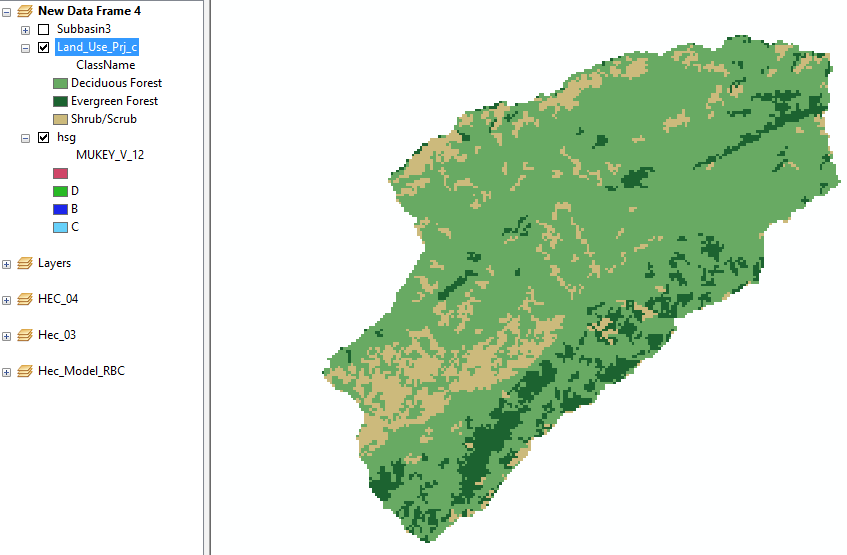 New Data Frame 4
Subbasin3
Land_Use_Prj_c
ClassName
Deciduous Forest
Evergreen Forest
Shrub/Scrub
hsg
MUKEY_V_12
D
B
C
Layers
HEC_04
Hec_03
Hec_Model_RBC